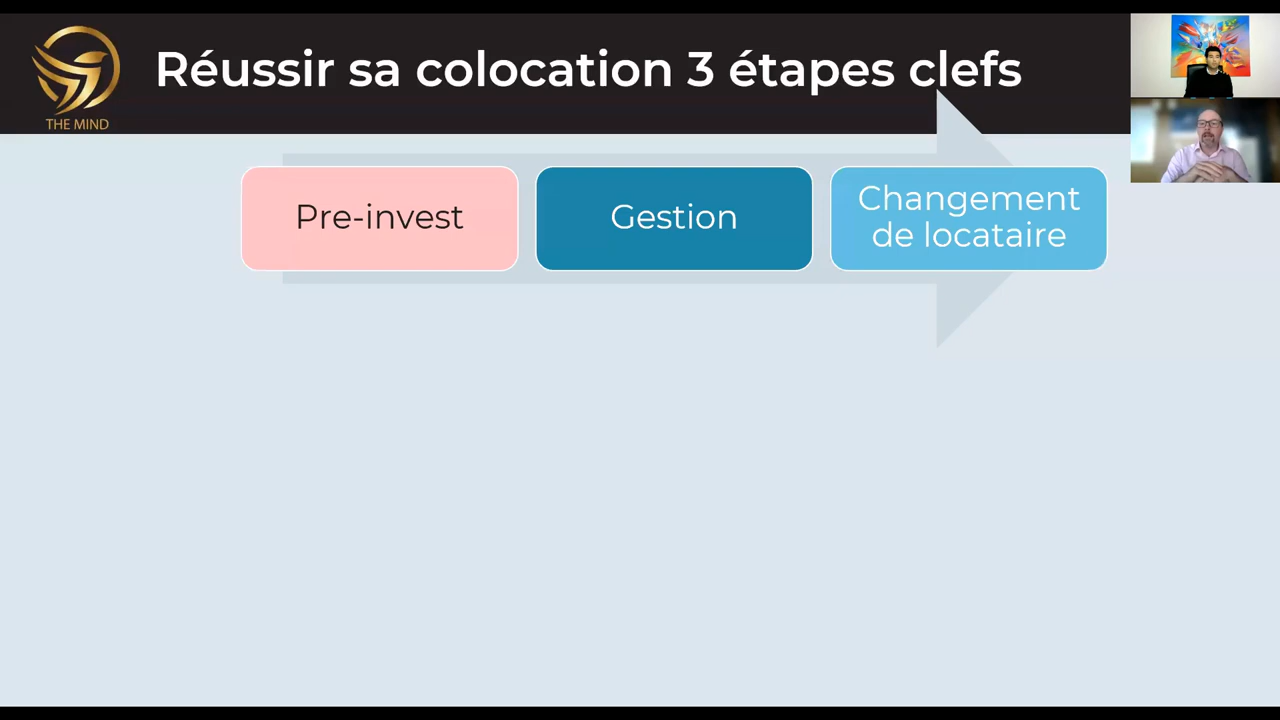 Réussir sa colocation 3 étapes clefs
THE MIND
Pre-invest
Gestion
Changement
de locataire